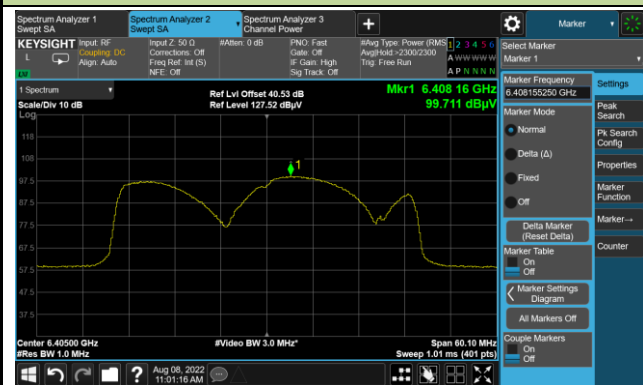 Spectrum Analyzer 1
Swept SA
Spectrum Analyzer 2
Swept SA
Spectrum Analyzer 3
Channel Power
+
Marker
KEYSIGHT
L
Input: RF
Coupling: DC
Align: Auto
Input Z: 50 Ω
Corrections: Off
Freq Ref: Int (S)
NFE: Off
#Atten: 0 dB
PNO: Fast
Gate: Off
IF Gain: High
Sig Track: Off
#Avg Type: Power (RMS
Avg|Hold:>2300/2300
Trig: Free Run
1 2 3 4 5 6
A W W W W W
A P N N N N
Select Marker
Marker 1
1 Spectrum
Scale/Div 10 dB
Log
Ref Lvl Offset 40.53 dB
Ref Level 127.52 dBµV
Mkr1 6.408 16 GHz
99.711 dBµV
118
108
97.5
87.5
77.5
67.5
57.5
47.5
37.5
1
Center 6.40500 GHz
#Res BW 1.0 MHz
#Video BW 3.0 MHz*
Span 60.10 MHz
Sweep 1.01 ms (401 pts)
Marker Frequency
6.408155250 GHz
Marker Mode
Normal
Delta (Δ)
Fixed
Off
Delta Marker
(Reset Delta)
Marker Table
On
Off
Marker Settings
Diagram
All Markers Off
Couple Markers
On
Off
Settings
Peak
Search
Pk Search
Config
Properties
Marker
Function
Marker→
Counter
?
Aug 08, 2022
11:01:16 AM